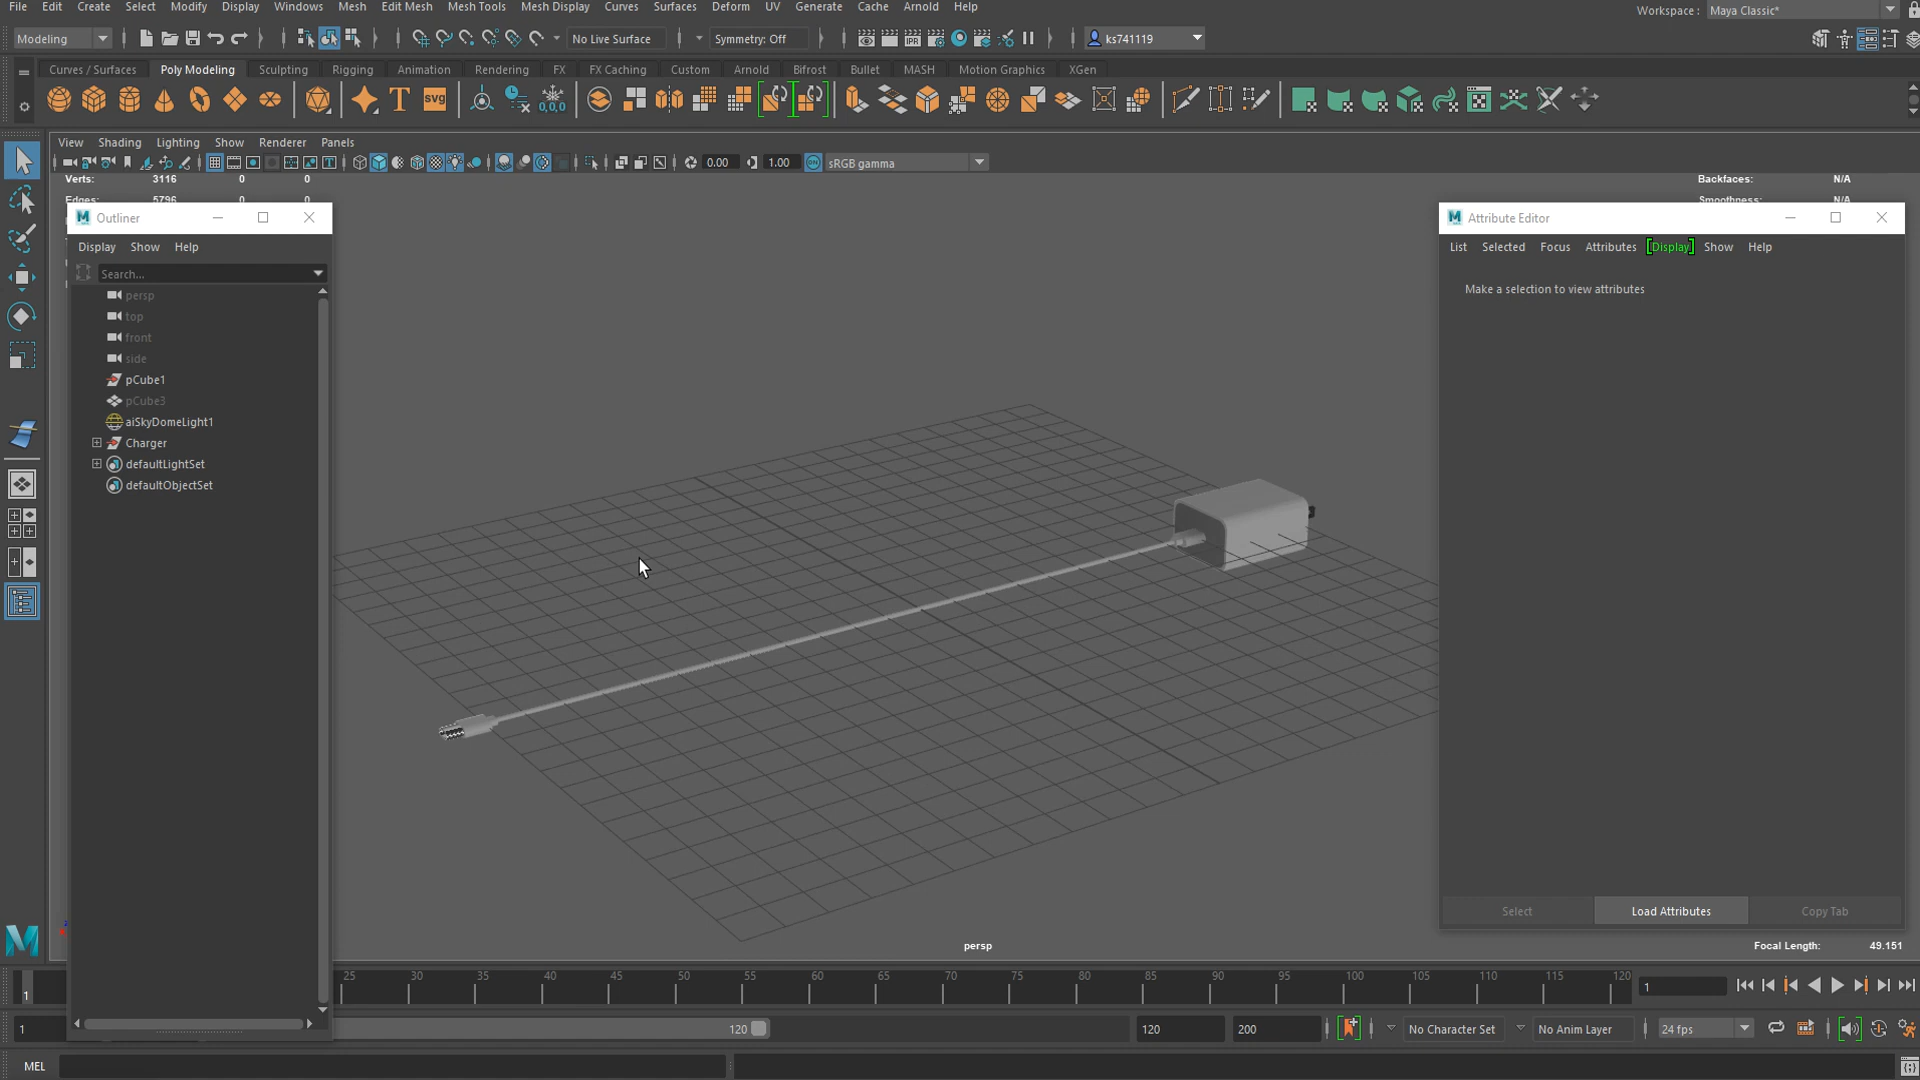 File Edit Create Select Modify Display Windows Mesh Edit Mesh Mesh Tools Mesh Display Curves Surfaces Deform UV Generate Cache Arnold Help
Workspace : Maya Classic*
Modeling No Live Surface Symmetry: Off ks741119
Curves / Surfaces Poly Modeling Sculpting Rigging Animation Rendering FX FX Caching Custom Arnold Bifrost Bullet MASH Motion Graphics XGen
T SVG 0,0,0
View Shading Lighting Show Renderer Panels
0.00 1.00 ON sRGB gamma
Verts: 3116 0 0
Edges: 5796 0 0
Backfaces: N/A
Smoothness: N/A
Outliner
Display Show Help
Search...
persp
top
front
side
pCube1
pCube3
aiSkyDomeLight1
Charger
defaultLightSet
defaultObjectSet
Attribute Editor
List Selected Focus Attributes Display Show Help
Make a selection to view attributes
Select Load Attributes Copy Tab
persp
Focal Length: 49.151
1 25 30 35 40 45 50 55 60 65 70 75 80 85 90 95 100 105 110 115 120 1
1 120 120 200 No Character Set No Anim Layer 24 fps
MEL